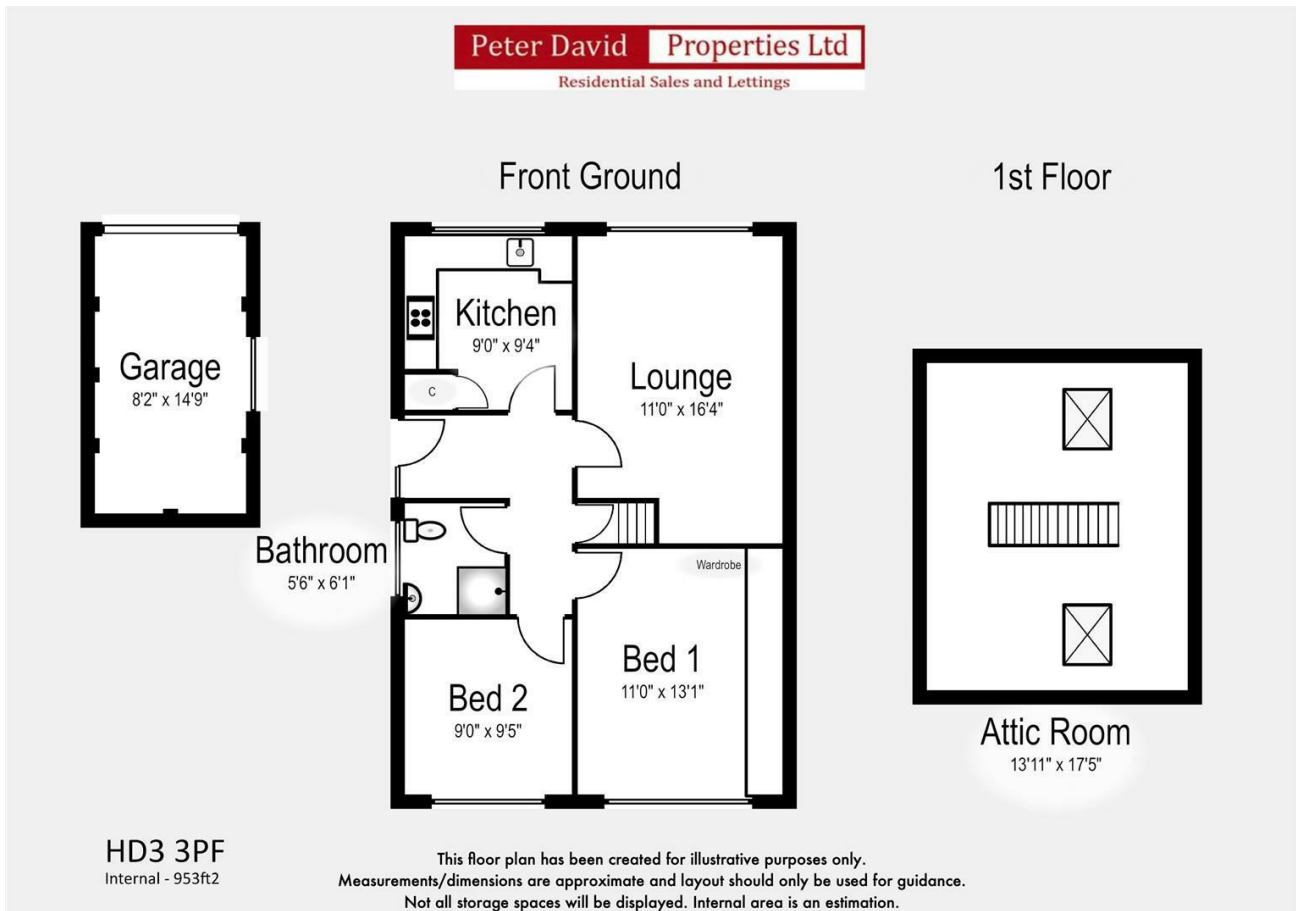 Peter David Properties Ltd
Residential Sales and Lettings
Front Ground
1st Floor
Garage
8'2" x 14'9"
Kitchen
9'0" x 9'4"
C
Lounge
11'0" x 16'4"
Bathroom
5'6" x 6'1"
Wardrobe
Bed 1
11'0" x 13'1"
Bed 2
9'0" x 9'5"
Attic Room
13'11" x 17'5"
HD3 3PF
Internal - 953ft2
This floor plan has been created for illustrative purposes only.
Measurements/dimensions are approximate and layout should only be used for guidance.
Not all storage spaces will be displayed. Internal area is an estimation.